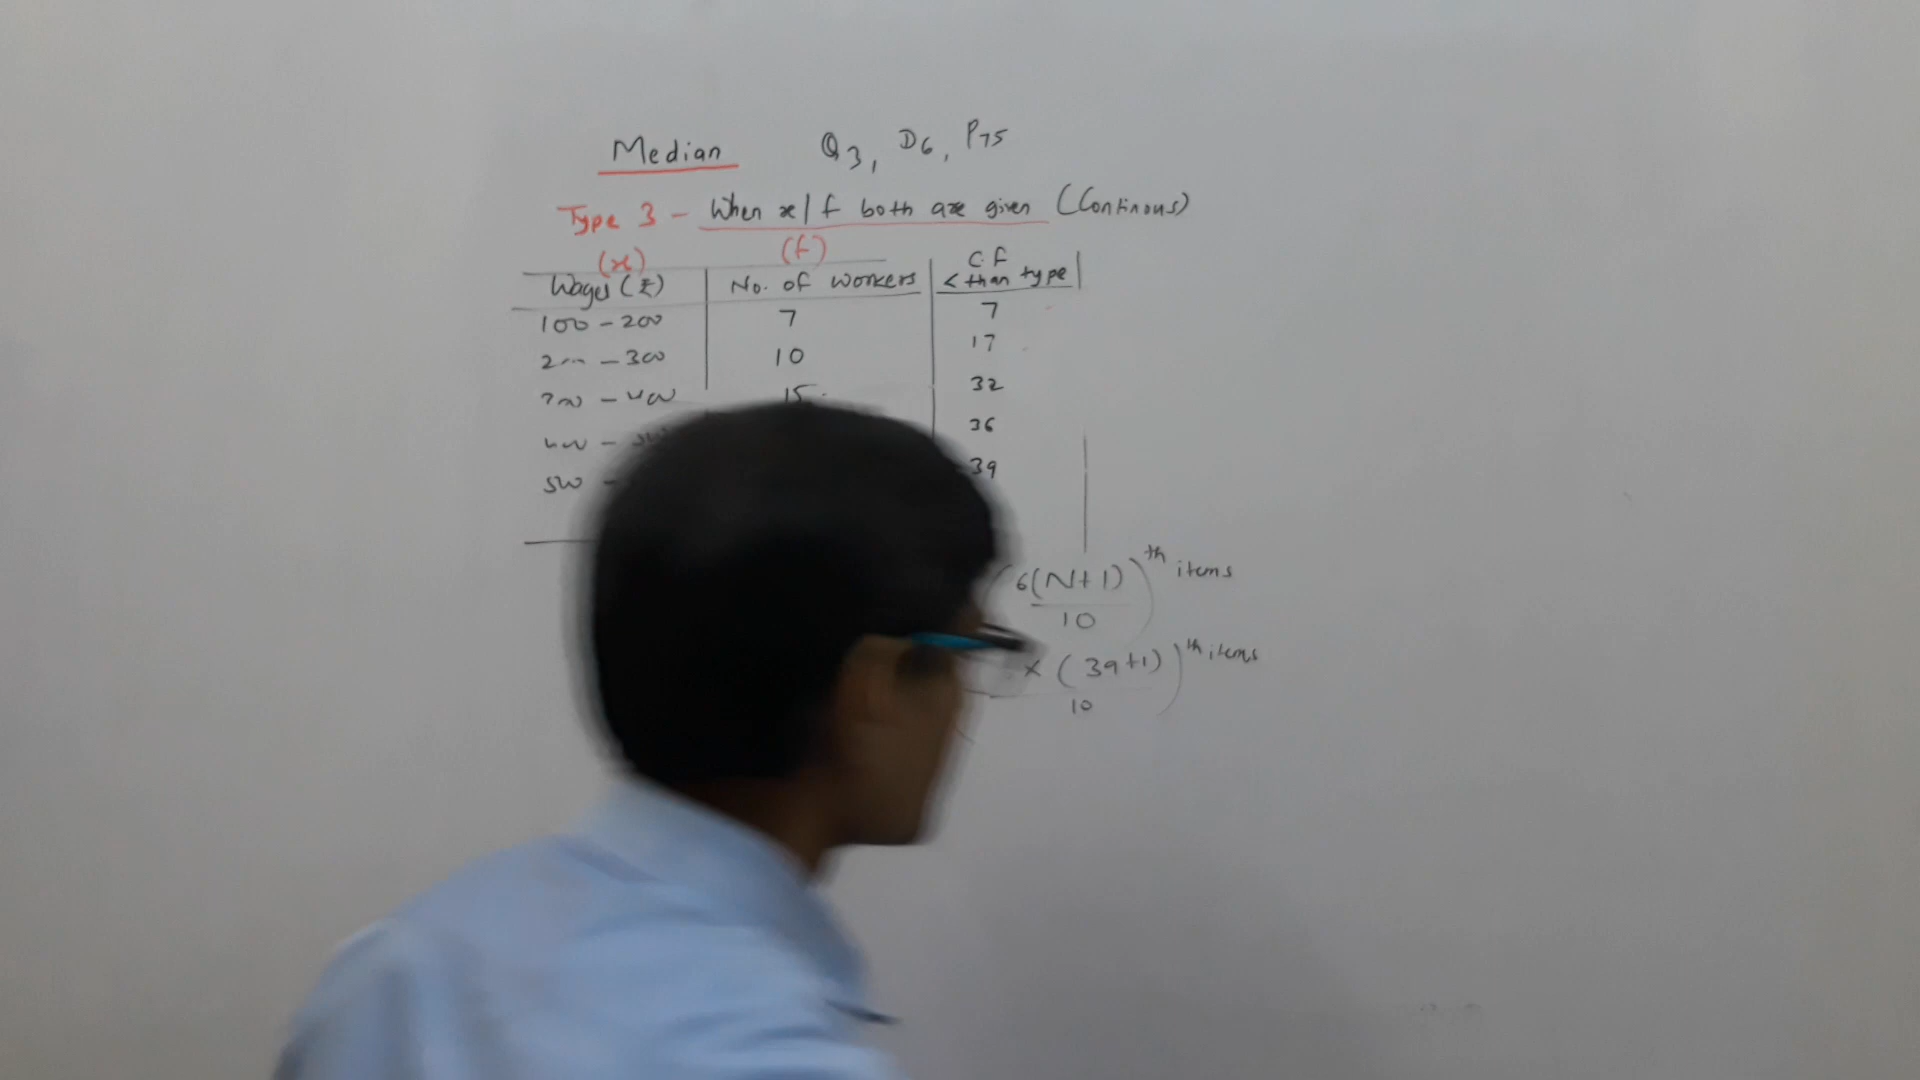 Median Q3, D6, P75
Type 3 - When x/f both are given (Continous)
(x) (f)
Wages (₹) No. of workers C.f < than type
100 - 200 7 7
200 - 300 10 17
300 - 400 15 32
400 - 36
500 - 39
6(N+1) th items
10
x (39+1) th items
10